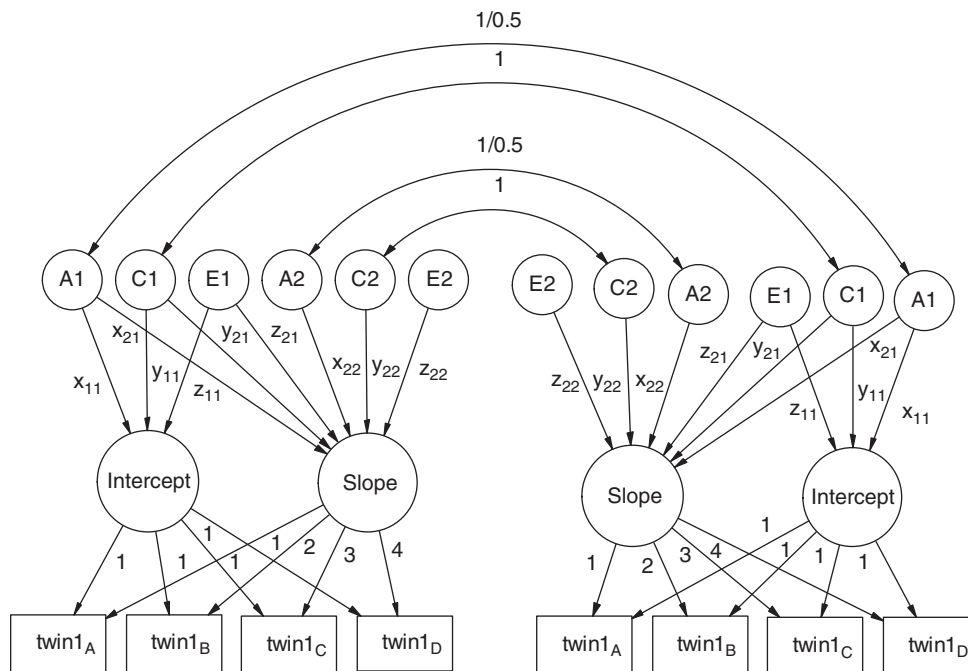 1/0.5
1
1/0.5
1
A1 C1 E1 A2 C2 E2 E2 C2 A2 E1 C1 A1
x21 y21 z21 z21 y21 x21
x11 y11 z11 x22 y22 z22 z22 y22 x22 z11 y11 x11
Intercept Slope Slope Intercept
1 1 1 1 1 2 3 4 1 2 3 4 1 1 1 1
twin1A twin1B twin1C twin1D twin1A twin1B twin1C twin1D